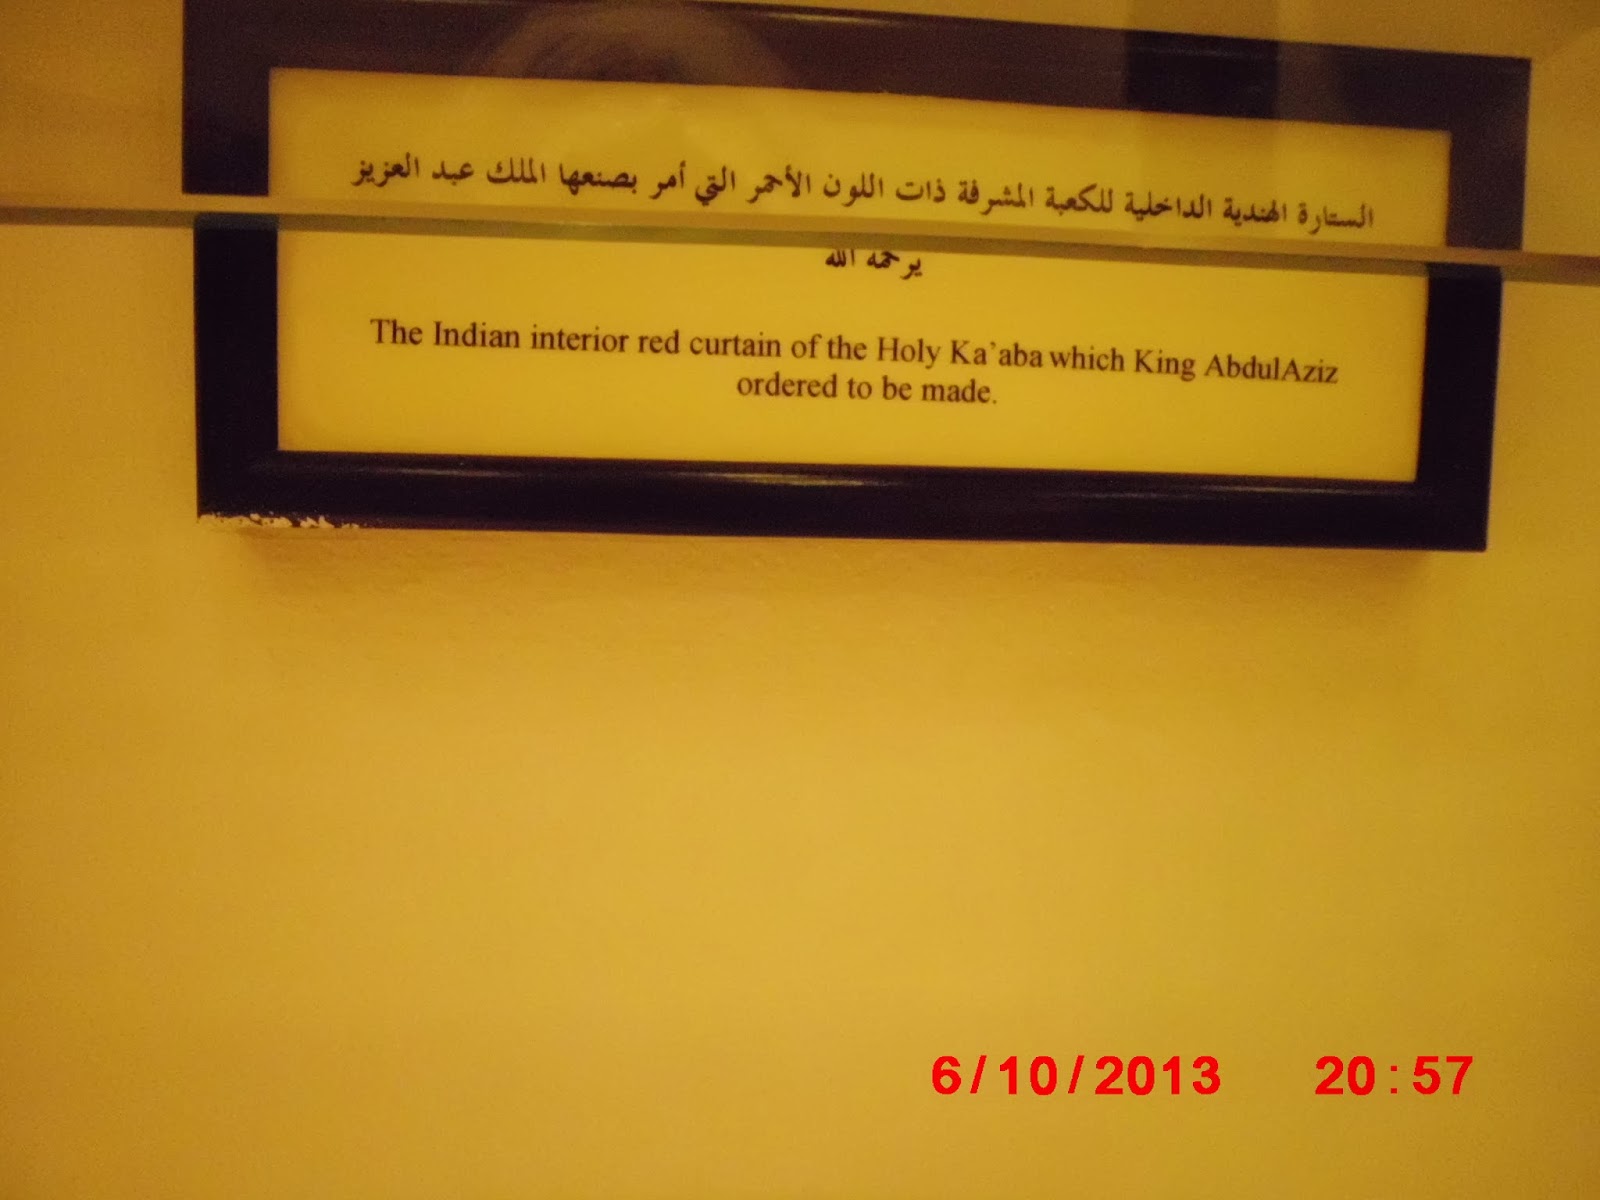 الستارة الهندية الداخلية للكعبة المشرفة ذات اللون الأحمر التي أمر بصنعها الملك عبد العزيز
يرحمه الله
The Indian interior red curtain of the Holy Ka’aba which King AbdulAziz
ordered to be made.
6/10/2013 20:57